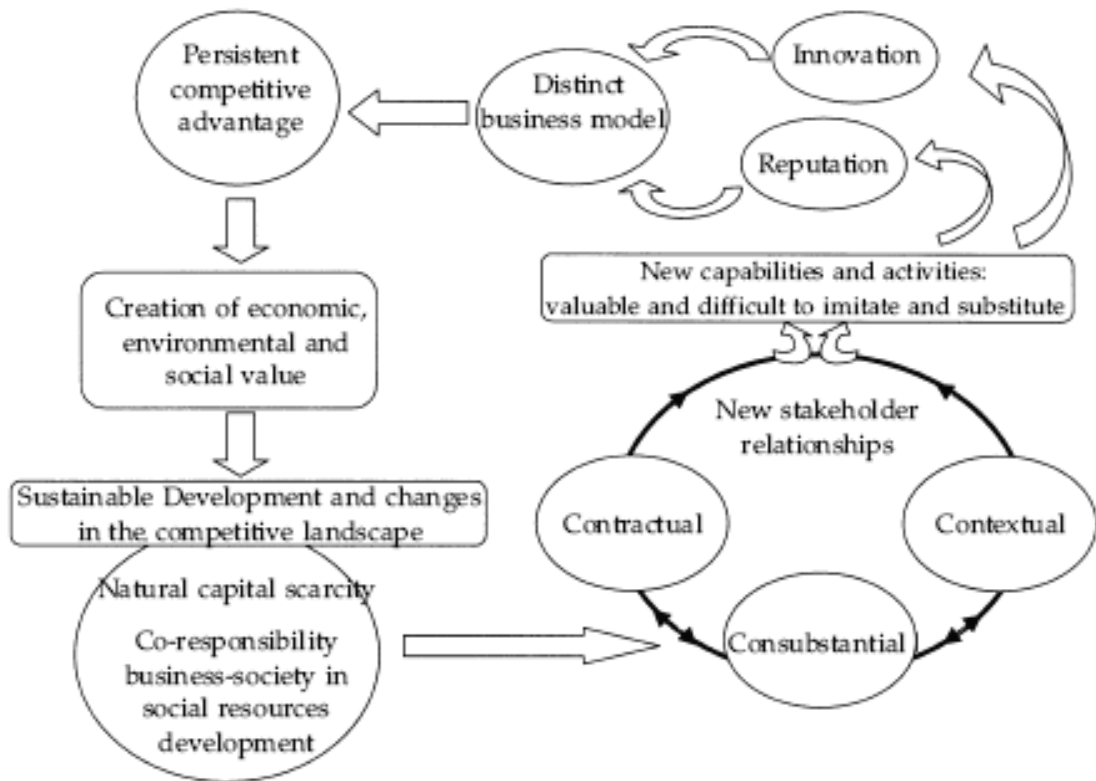 Persistent
competitive
advantage
Distinct
business model
Innovation
Reputation
Creation of economic,
environmental and
social value
New capabilities and activities:
valuable and difficult to imitate and substitute
New stakeholder
relationships
Sustainable Development and changes
in the competitive landscape
Contractual
Contextual
Natural capital scarcity
Co-responsibility
business-society in
social resources
development
Consubstantial